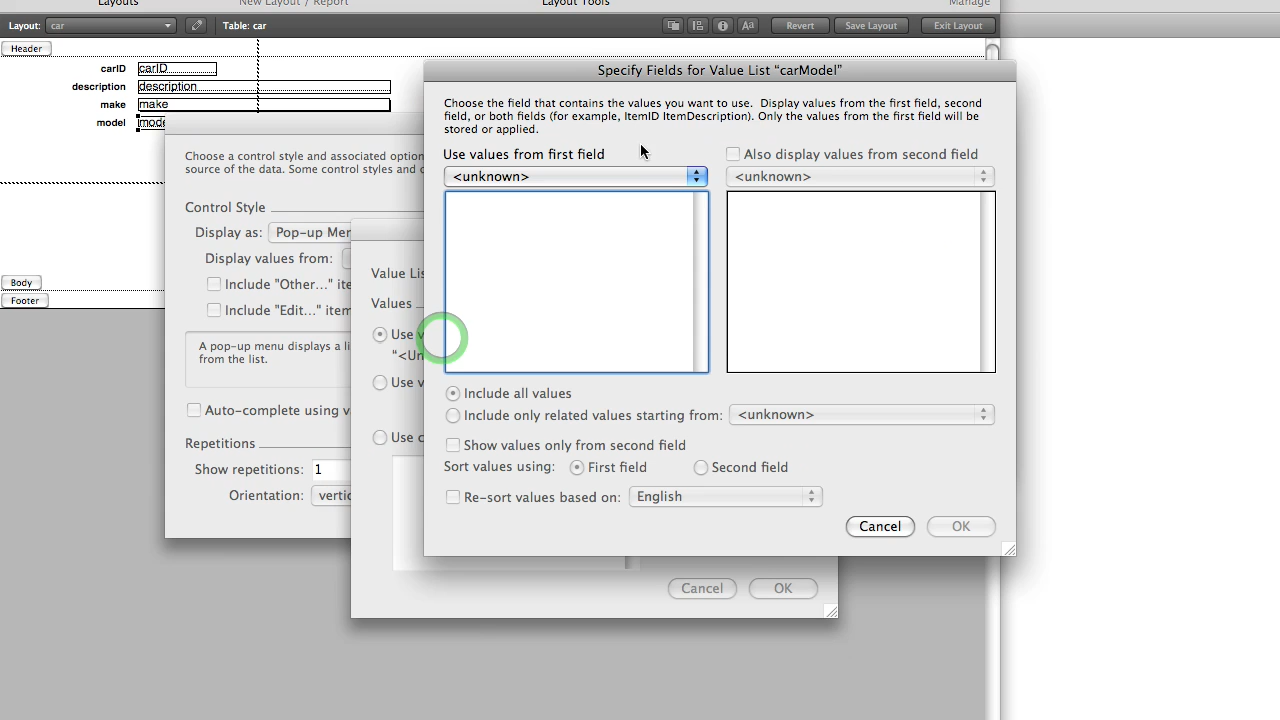 Layouts New Layout / Report Layout Tools Manage
Layout: car Table: car Aa Revert Save Layout Exit Layout
Header
carID carID
description description
make make
model
Body
Footer
Choose a control style and associated
source of the data. Some control styles and
Control Style
Display as: Pop-up
Display values from:
Include "Other..."
Include "Edit..." item
A pop-up menu displays a
from the list.
Auto-complete using
Repetitions
Show repetitions: 1
Orientation:
Value
Values
Use
Use
Use
Cancel OK
Specify Fields for Value List “carModel”
Choose the field that contains the values you want to use. Display values from the first field, second
field, or both fields (for example, ItemID ItemDescription). Only the values from the first field will be
stored or applied.
Use values from first field Also display values from second field
<unknown> <unknown>
Include all values
Include only related values starting from: <unknown>
Show values only from second field
Sort values using: First field Second field
Re-sort values based on: English
Cancel OK